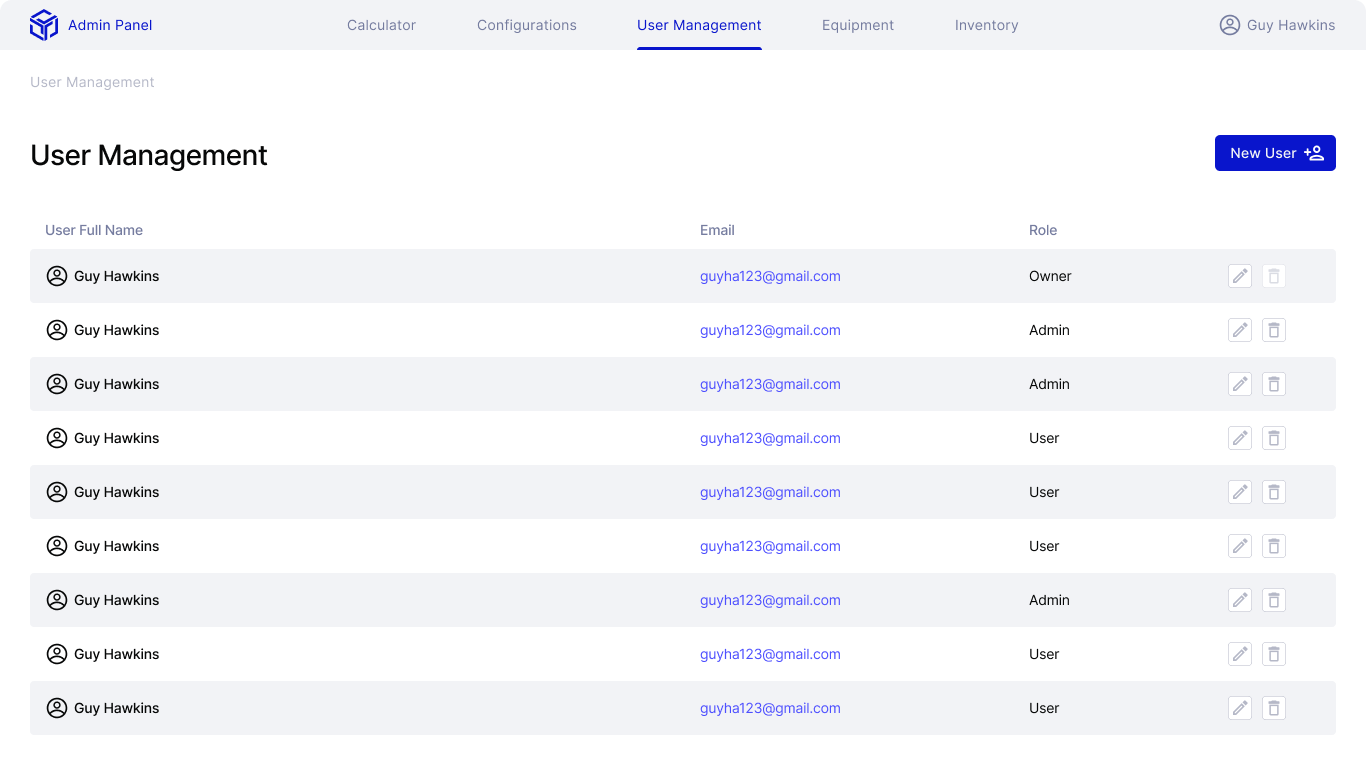 Admin Panel Calculator Configurations User Management Equipment Inventory Guy Hawkins
User Management
User Management New User
User Full Name Email Role
Guy Hawkins guyha123@gmail.com Owner
Guy Hawkins guyha123@gmail.com Admin
Guy Hawkins guyha123@gmail.com Admin
Guy Hawkins guyha123@gmail.com User
Guy Hawkins guyha123@gmail.com User
Guy Hawkins guyha123@gmail.com User
Guy Hawkins guyha123@gmail.com Admin
Guy Hawkins guyha123@gmail.com User
Guy Hawkins guyha123@gmail.com User